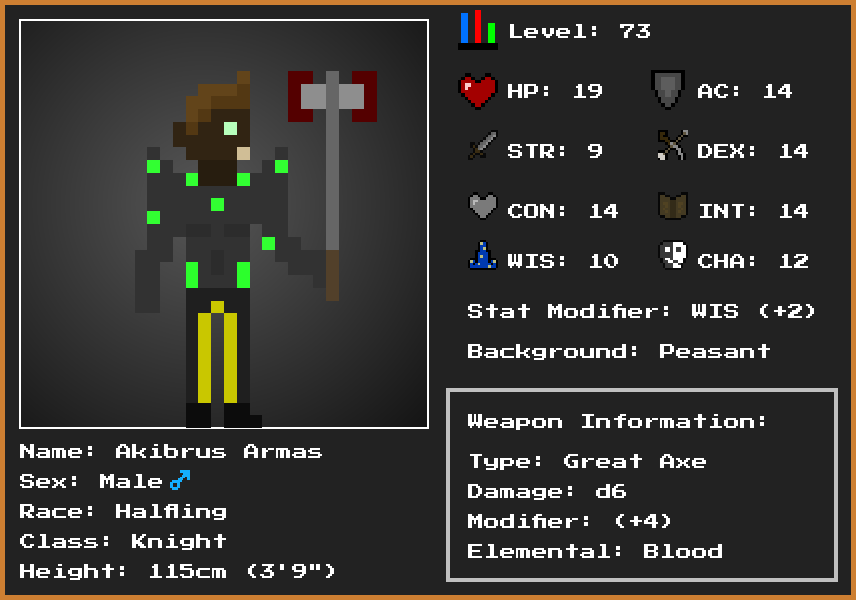 Level: 73
HP: 19
AC: 14
STR: 9
DEX: 14
CON: 14
INT: 14
WIS: 10
CHA: 12
Stat Modifier: WIS (+2)
Background: Peasant
Weapon Information:
Type: Great Axe
Damage: d6
Modifier: (+4)
Elemental: Blood
Name: Akibrus Armas
Sex: Male ♂
Race: Halfling
Class: Knight
Height: 115cm (3'9")